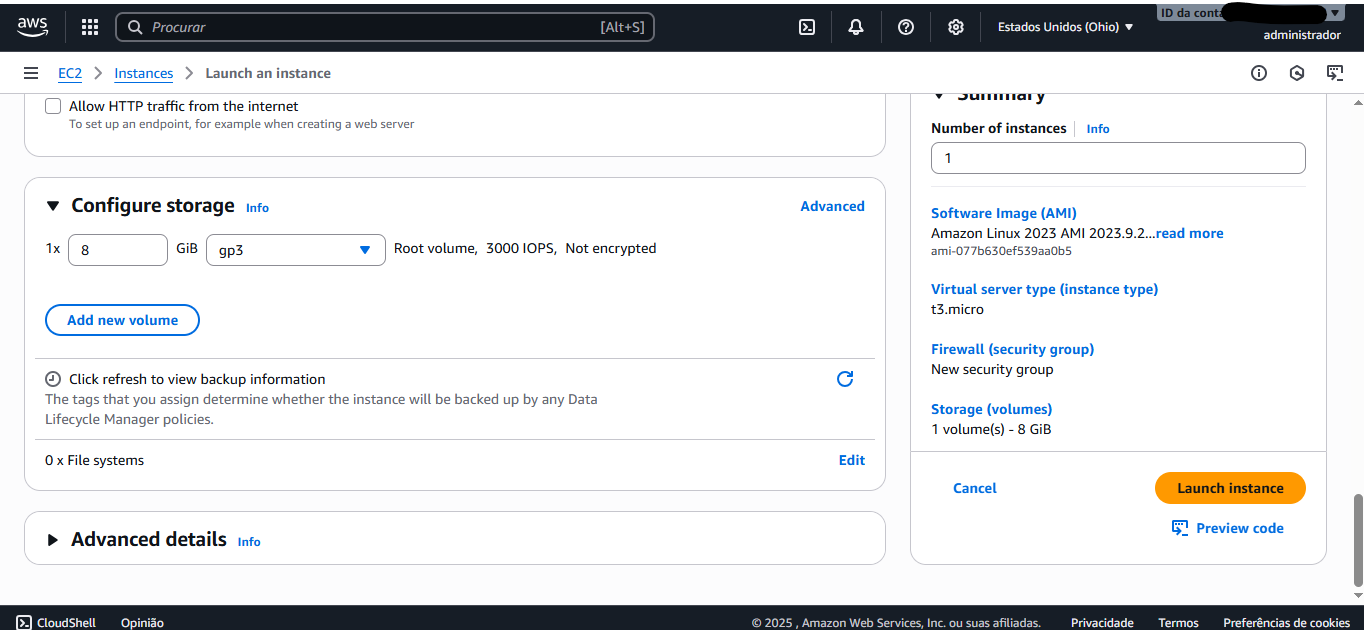 aws
Procurar
[Alt+S]
Estados Unidos (Ohio)
ID da conta
administrador
EC2
Instances
Launch an instance
Allow HTTP traffic from the internet
To set up an endpoint, for example when creating a web server
Configure storage
Info
Advanced
1x
8
GiB
gp3
Root volume, 3000 IOPS, Not encrypted
Add new volume
Click refresh to view backup information
The tags that you assign determine whether the instance will be backed up by any Data
Lifecycle Manager policies.
0 x File systems
Edit
Advanced details
Info
Summary
Number of instances
Info
1
Software Image (AMI)
Amazon Linux 2023 AMI 2023.9.2...read more
ami-077b630ef539aa0b5
Virtual server type (instance type)
t3.micro
Firewall (security group)
New security group
Storage (volumes)
1 volume(s) - 8 GiB
Cancel
Launch instance
Preview code
CloudShell
Opinião
© 2025 , Amazon Web Services, Inc. ou suas afiliadas.
Privacidade
Termos
Preferências de cookies